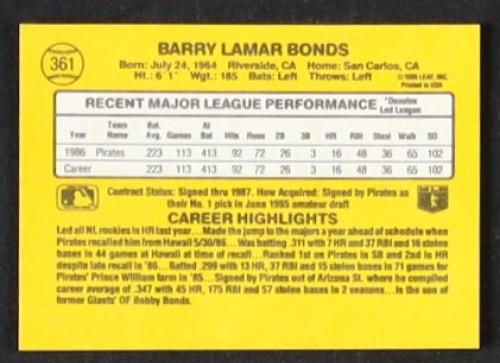 361
BARRY LAMAR BONDS
Born: July 24, 1964 Riverside, CA Home: San Carlos, CA
Ht.: 6'1" Wgt.: 185 Bats: Left Throws: Left
© 1986 LEAF, INC.
Printed in USA
RECENT MAJOR LEAGUE PERFORMANCE *Denotes Led League
Year Team Name Bat. Avg. Games At Bat Hits Runs 2B 3B HR RBI Steal Walk SO
1986 Pirates .223 113 413 92 72 26 3 16 48 36 65 102
Career .223 113 413 92 72 26 3 16 48 36 65 102
Contract Status: Signed thru 1987. How Acquired: Signed by Pirates as
their No. 1 pick in June 1985 amateur draft
CAREER HIGHLIGHTS
Led all NL rookies in HR last year...Made the jump to the majors a year ahead of schedule when
Pirates recalled him from Hawaii 5/30/86...Was batting .311 with 7 HR, 37 RBI and 16 stolen
bases in 44 games at Hawaii at time of recall...Ranked 1st on Pirates in SB and 2nd in HR
despite late recall in '86...Batted .299 with 13 HR, 37 RBI and 15 stolen bases in 71 games for
Pirates' Prince William farm in '85...Signed by Pirates out of Arizona St. where he compiled
career average of .347 with 45 HR, 175 RBI and 57 stolen bases in 2 seasons...Is the son of
former Giants' OF Bobby Bonds.